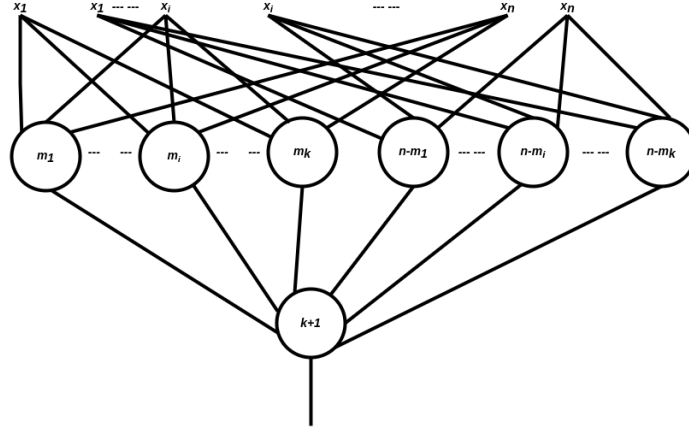 x1 x1 --- --- xi xi --- --- xn xn
m1 --- --- mi --- --- mk n-m1 --- --- n-mi --- --- n-mk
k+1